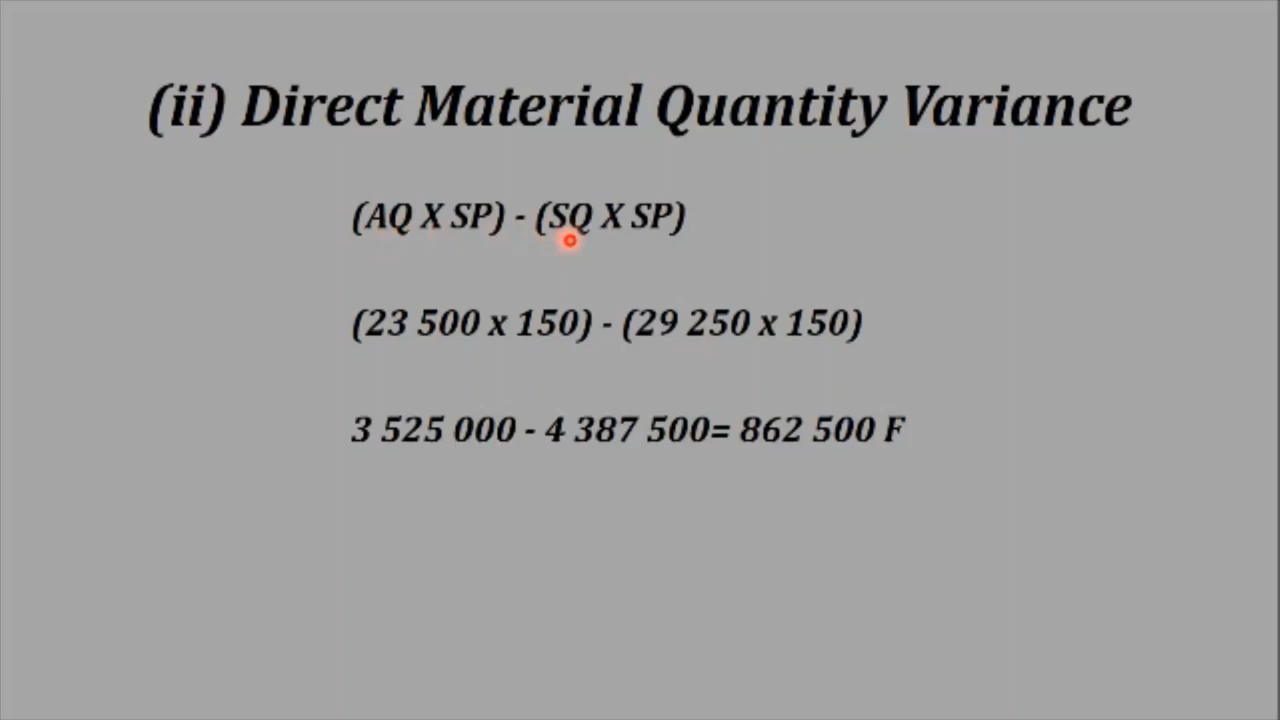 (ii) Direct Material Quantity Variance
(AQ X SP) - (SQ X SP)
(23 500 x 150) - (29 250 x 150)
3 525 000 - 4 387 500= 862 500 F